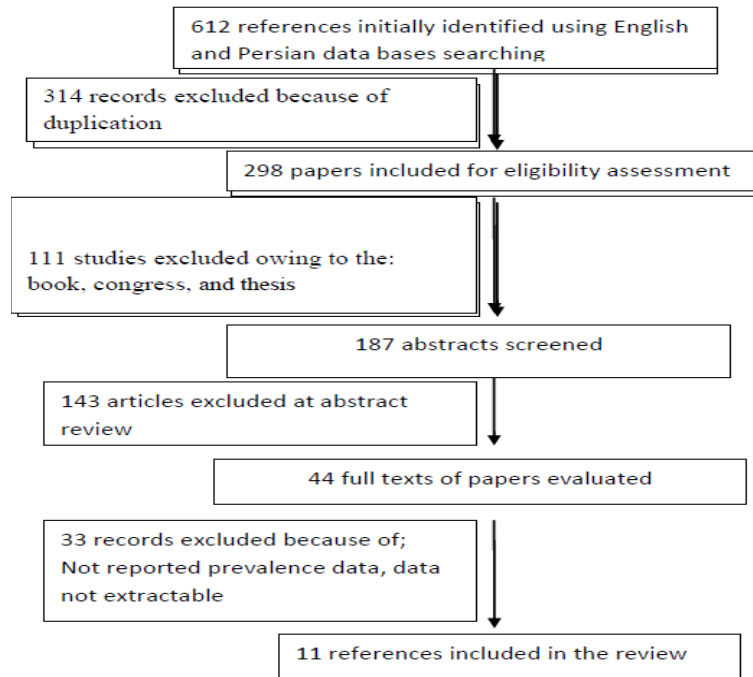 612 references initially identified using English
and Persian data bases searching
314 records excluded because of
duplication
298 papers included for eligibility assessment
111 studies excluded owing to the:
book, congress, and thesis
187 abstracts screened
143 articles excluded at abstract
review
44 full texts of papers evaluated
33 records excluded because of;
Not reported prevalence data, data
not extractable
11 references included in the review